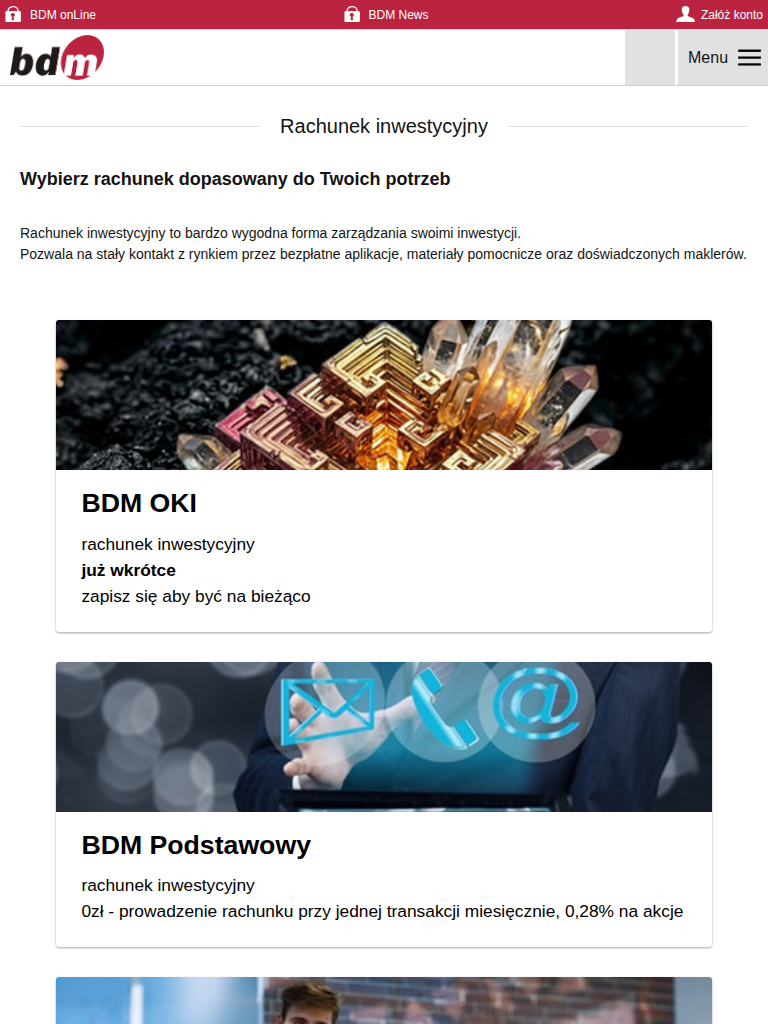 BDM onLine
BDM News
Załóż konto
bdm
Menu
Rachunek inwestycyjny
Wybierz rachunek dopasowany do Twoich potrzeb
Rachunek inwestycyjny to bardzo wygodna forma zarządzania swoimi inwestycji.
Pozwala na stały kontakt z rynkiem przez bezpłatne aplikacje, materiały pomocnicze oraz doświadczonych maklerów.
BDM OKI
rachunek inwestycyjny
już wkrótce
zapisz się aby być na bieżąco
@
BDM Podstawowy
rachunek inwestycyjny
0zł - prowadzenie rachunku przy jednej transakcji miesięcznie, 0,28% na akcje